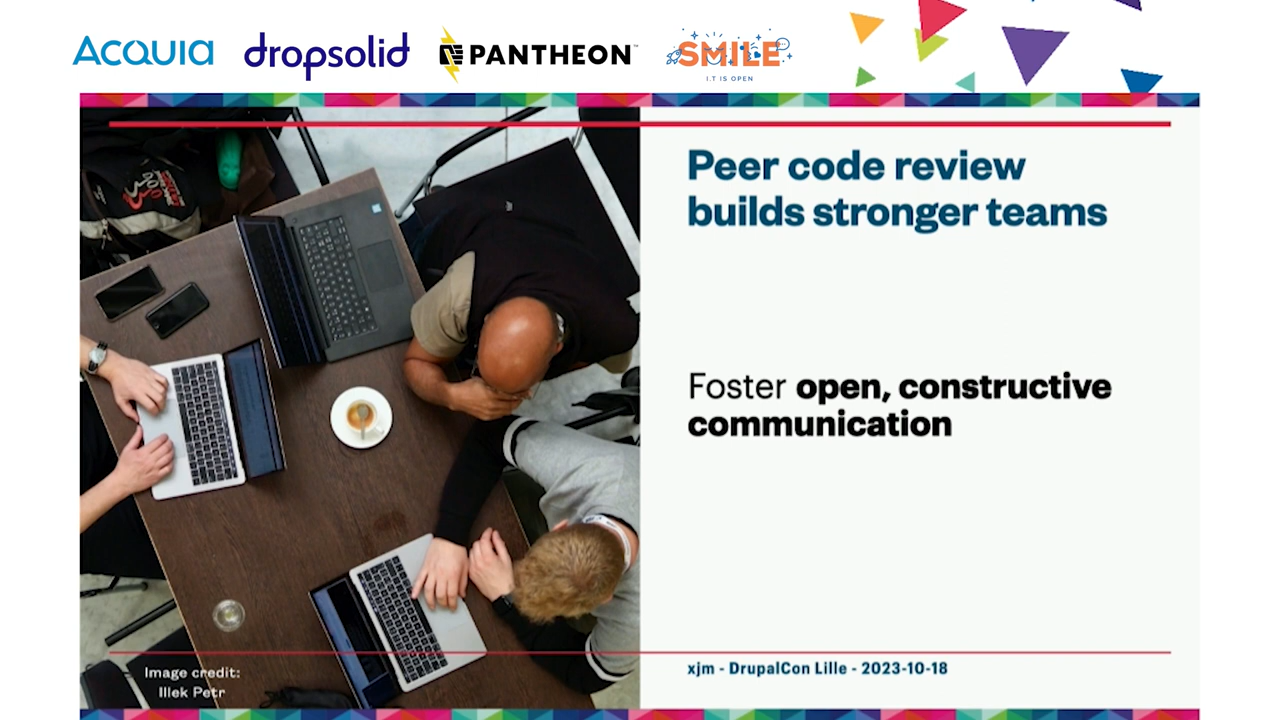 Acquia
dropsolid
PANTHEON
SMILE
I.T IS OPEN
Peer code review
builds stronger teams
Foster open, constructive
communication
xjm - DrupalCon Lille - 2023-10-18
Image credit:
Illek Petr